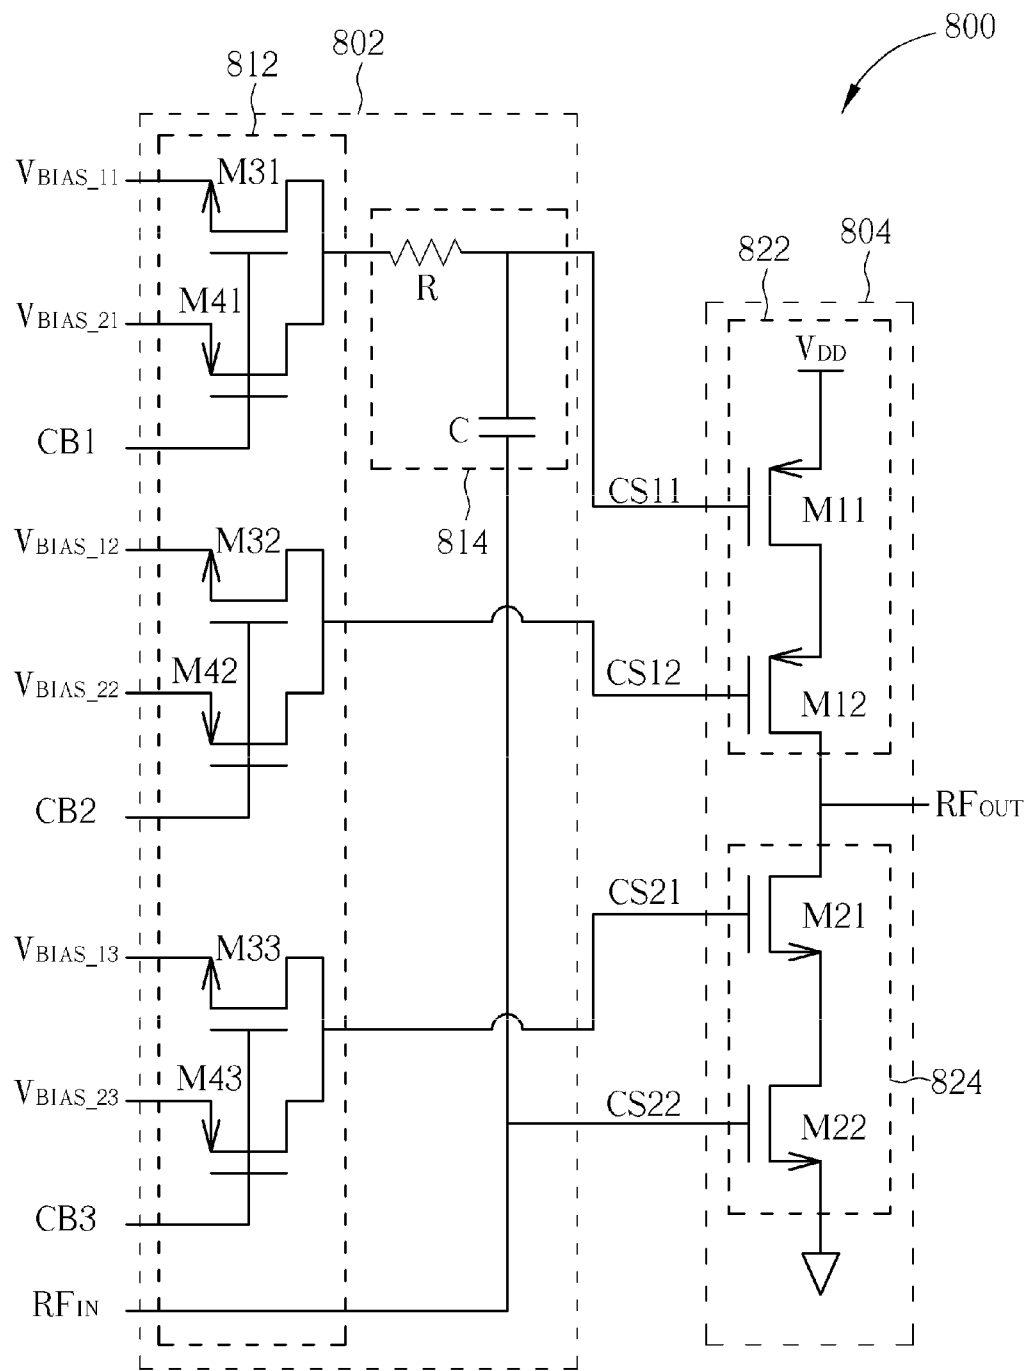 800
802
812
804
822
VBIAS_11
M31
R
VDD
M41
VBIAS_21
C
CB1
CS11
M11
814
VBIAS_12
M32
M42
VBIAS_22
CS12
M12
CB2
RFOUT
CS21
M21
VBIAS_13
M33
M43
VBIAS_23
824
CS22
M22
CB3
RFIN